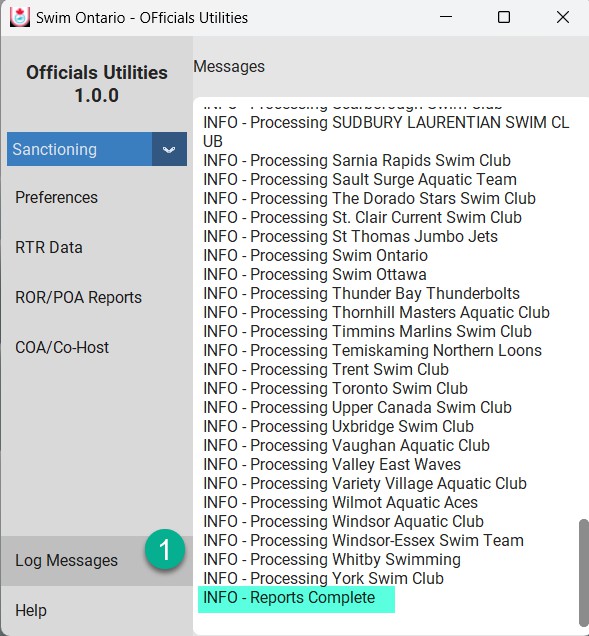 Swim Ontario - OFficials Utilities
Officials Utilities
1.0.0
Sanctioning
Preferences
RTR Data
ROR/POA Reports
COA/Co-Host
Log Messages
1
Help
Messages
INFO - Processing Scarborough Swim Club
INFO - Processing SUDBURY LAURENTIAN SWIM CL
UB
INFO - Processing Sarnia Rapids Swim Club
INFO - Processing Sault Surge Aquatic Team
INFO - Processing The Dorado Stars Swim Club
INFO - Processing St. Clair Current Swim Club
INFO - Processing St Thomas Jumbo Jets
INFO - Processing Swim Ontario
INFO - Processing Swim Ottawa
INFO - Processing Thunder Bay Thunderbolts
INFO - Processing Thornhill Masters Aquatic Club
INFO - Processing Timmins Marlins Swim Club
INFO - Processing Temiskaming Northern Loons
INFO - Processing Trent Swim Club
INFO - Processing Toronto Swim Club
INFO - Processing Upper Canada Swim Club
INFO - Processing Uxbridge Swim Club
INFO - Processing Vaughan Aquatic Club
INFO - Processing Valley East Waves
INFO - Processing Variety Village Aquatic Club
INFO - Processing Wilmot Aquatic Aces
INFO - Processing Windsor Aquatic Club
INFO - Processing Windsor-Essex Swim Team
INFO - Processing Whitby Swimming
INFO - Processing York Swim Club
INFO - Reports Complete